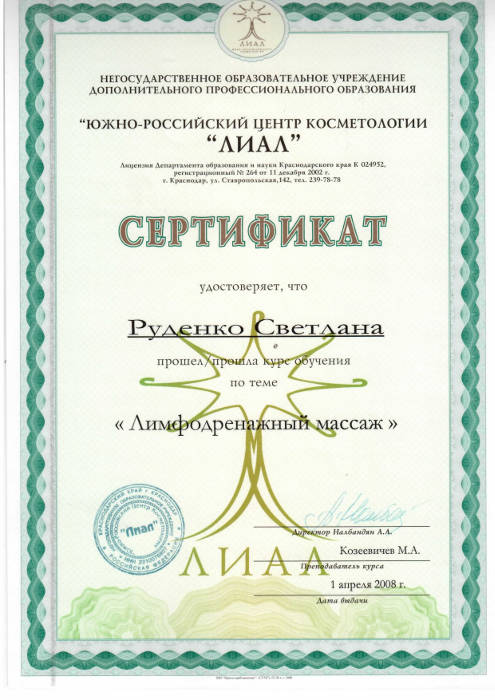 ЛИАЛ
НЕГОСУДАРСТВЕННОЕ ОБРАЗОВАТЕЛЬНОЕ УЧРЕЖДЕНИЕ
ДОПОЛНИТЕЛЬНОГО ПРОФЕССИОНАЛЬНОГО ОБРАЗОВАНИЯ
"ЮЖНО-РОССИЙСКИЙ ЦЕНТР КОСМЕТОЛОГИИ
"ЛИАЛ"
Лицензия Департамента образования и науки Краснодарского края К 024952,
регистрационный № 264 от 11 декабря 2002 г.
г. Краснодар, ул. Ставропольская,142, тел. 239-78-78
СЕРТИФИКАТ
удостоверяет, что
Руденко Светлана
прошел/прошла курс обучения
по теме
« Лимфодренажный массаж »
"Лиал"
Директор Налбандян А.А.
Козеевичев М.А.
Преподаватель курса
ЛИАЛ
1 апреля 2008 г.
Дата выдачи